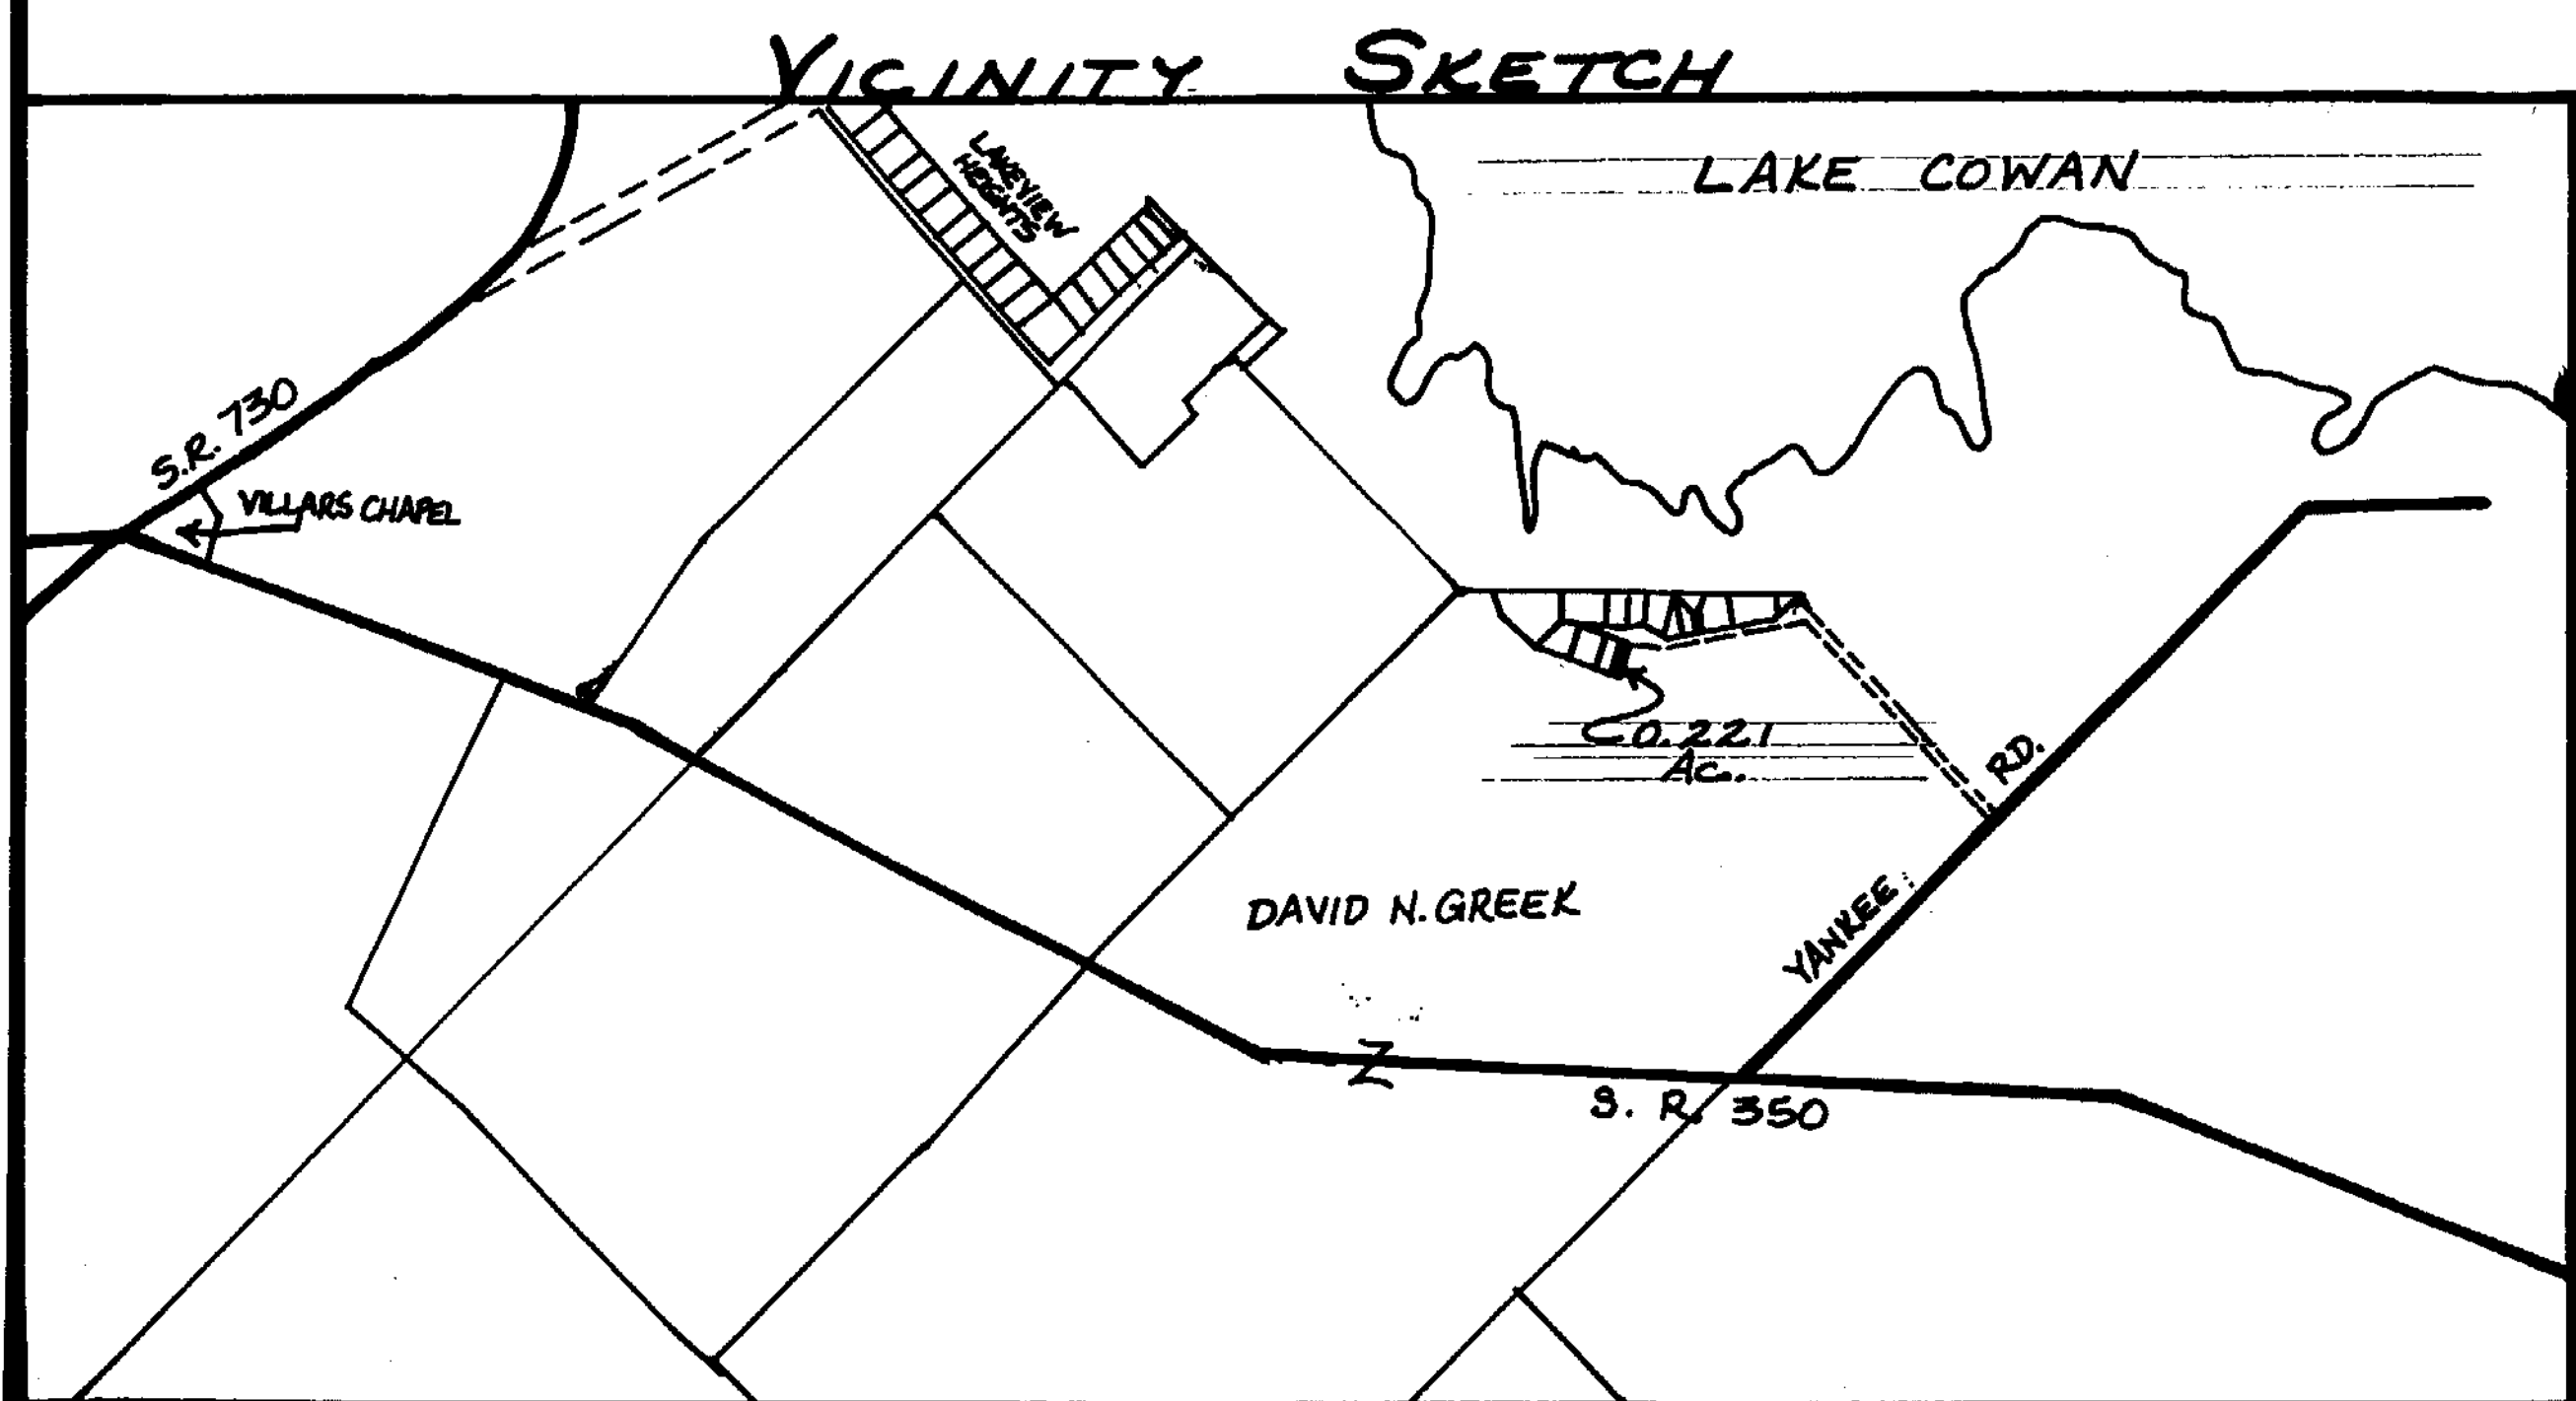 VICINITY SKETCH
LAKE COWAN
LAKEVIEW
HEIGHTS
S.R. 730
VILLARS CHAPEL
0.221
Ac.
YANKEE RD.
DAVID N. GREEK
Z
S. R. 350